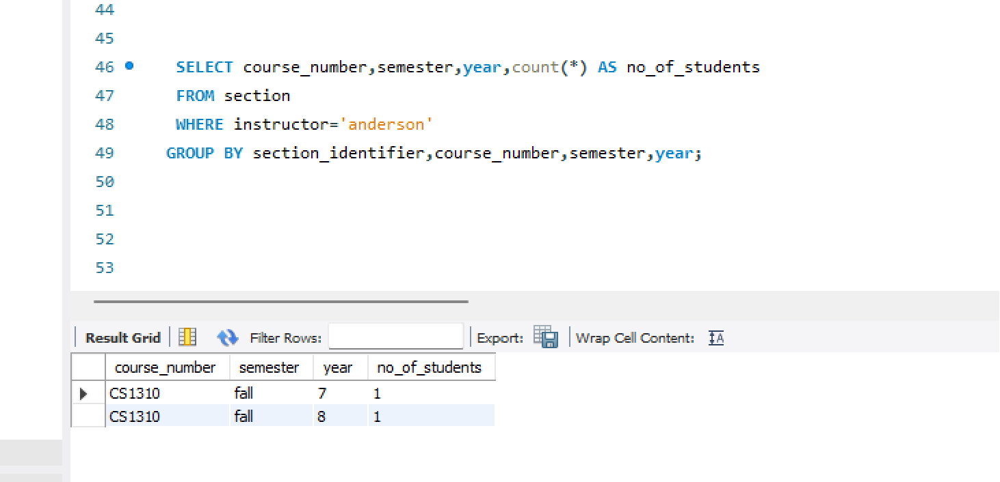 44
45
46 SELECT course_number,semester,year,count(*) AS no_of_students
47 FROM section
48 WHERE instructor='anderson'
49 GROUP BY section_identifier,course_number,semester,year;
50
51
52
53
Result Grid Filter Rows: Export: Wrap Cell Content: IA
course_number semester year no_of_students
CS1310 fall 7 1
CS1310 fall 8 1